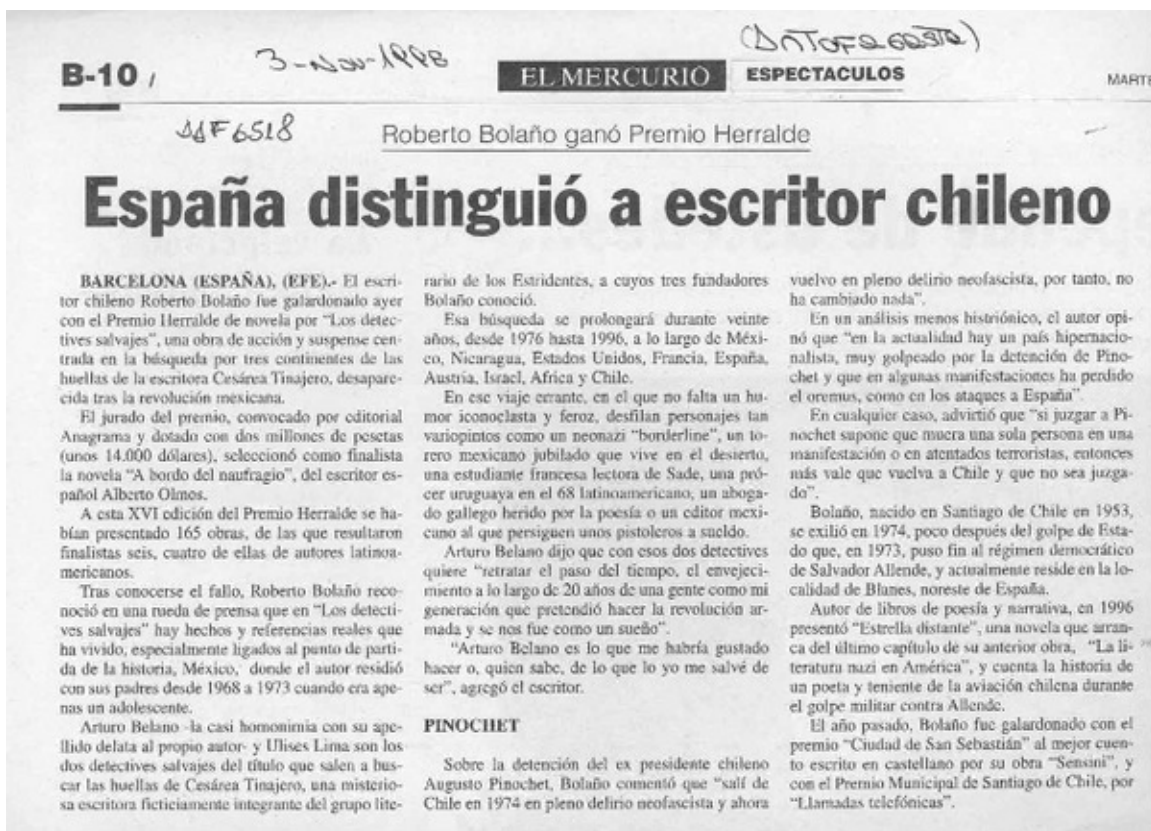 B-10 /
3-Nov-1998
EL MERCURIO
ESPECTACULOS
(Antofagasta)
MARTE
AAF6518
Roberto Bolaño ganó Premio Herralde
España distinguió a escritor chileno
BARCELONA (ESPAÑA), (EFE).- El escri-
tor chileno Roberto Bolaño fue galardonado ayer
con el Premio Herralde de novela por "Los detec-
tives salvajes", una obra de acción y suspense cen-
trada en la búsqueda por tres continentes de las
huellas de la escritora Cesárea Tinajero, desapare-
cida tras la revolución mexicana.
El jurado del premio, convocado por editorial
Anagrama y dotado con dos millones de pesetas
(unos 14.000 dólares), seleccionó como finalista
la novela "A bordo del naufragio", del escritor es-
pañol Alberto Olmos.
A esta XVI edición del Premio Herralde se ha-
bían presentado 165 obras, de las que resultaron
finalistas seis, cuatro de ellas de autores latinoa-
mericanos.
Tras conocerse el fallo, Roberto Bolaño reco-
noció en una rueda de prensa que en "Los detecti-
ves salvajes" hay hechos y referencias reales que
ha vivido, especialmente ligados al punto de parti-
da de la historia, México, donde el autor residió
con sus padres desde 1968 a 1973 cuando era ape-
nas un adolescente.
Arturo Belano -la casi homonimia con su ape-
llido delata al propio autor- y Ulises Lima son los
dos detectives salvajes del título que salen a bus-
car las huellas de Cesárea Tinajero, una misterio-
sa escritora ficticiamente integrante del grupo lite-
rario de los Estridentes, a cuyos tres fundadores
Bolaño conoció.
Esa búsqueda se prolongará durante veinte
años, desde 1976 hasta 1996, a lo largo de Méxi-
co, Nicaragua, Estados Unidos, Francia, España,
Austria, Israel, Africa y Chile.
En ese viaje errante, en el que no falta un hu-
mor iconoclasta y feroz, desfilan personajes tan
variopintos como un neonazi "borderline", un to-
rero mexicano jubilado que vive en el desierto,
una estudiante francesa lectora de Sade, una pró-
cer uruguaya en el 68 latinoamericano, un aboga-
do gallego herido por la poesía o un editor mexi-
cano al que persiguen unos pistoleros a sueldo.
Arturo Belano dijo que con esos dos detectives
quiere "retratar el paso del tiempo, el envejeci-
miento a lo largo de 20 años de una gente como mi
generación que pretendió hacer la revolución ar-
mada y se nos fue como un sueño".
"Arturo Belano es lo que me habría gustado
hacer o, quien sabe, de lo que lo yo me salvé de
ser", agregó el escritor.
PINOCHET
Sobre la detención del ex presidente chileno
Augusto Pinochet, Bolaño comentó que "salí de
Chile en 1974 en pleno delirio neofascista y ahora
vuelvo en pleno delirio neofascista, por tanto, no
ha cambiado nada".
En un análisis menos histriónico, el autor opi-
nó que "en la actualidad hay un país hipernacio-
nalista, muy golpeado por la detención de Pino-
chet y que en algunas manifestaciones ha perdido
el oremus, como en los ataques a España".
En cualquier caso, advirtió que "si juzgar a Pi-
nochet supone que muera una sola persona en una
manifestación o en atentados terroristas, entonces
más vale que vuelva a Chile y que no sea juzga-
do".
Bolaño, nacido en Santiago de Chile en 1953,
se exilió en 1974, poco después del golpe de Esta-
do que, en 1973, puso fin al régimen democrático
de Salvador Allende, y actualmente reside en la lo-
calidad de Blanes, noreste de España.
Autor de libros de poesía y narrativa, en 1996
presentó "Estrella distante", una novela que arran-
ca del último capítulo de su anterior obra, "La li-
teratura nazi en América", y cuenta la historia de
un poeta y teniente de la aviación chilena durante
el golpe militar contra Allende.
El año pasado, Bolaño fue galardonado con el
premio "Ciudad de San Sebastián" al mejor cuen-
to escrito en castellano por su obra "Sensini", y
con el Premio Municipal de Santiago de Chile, por
"Llamadas telefónicas".